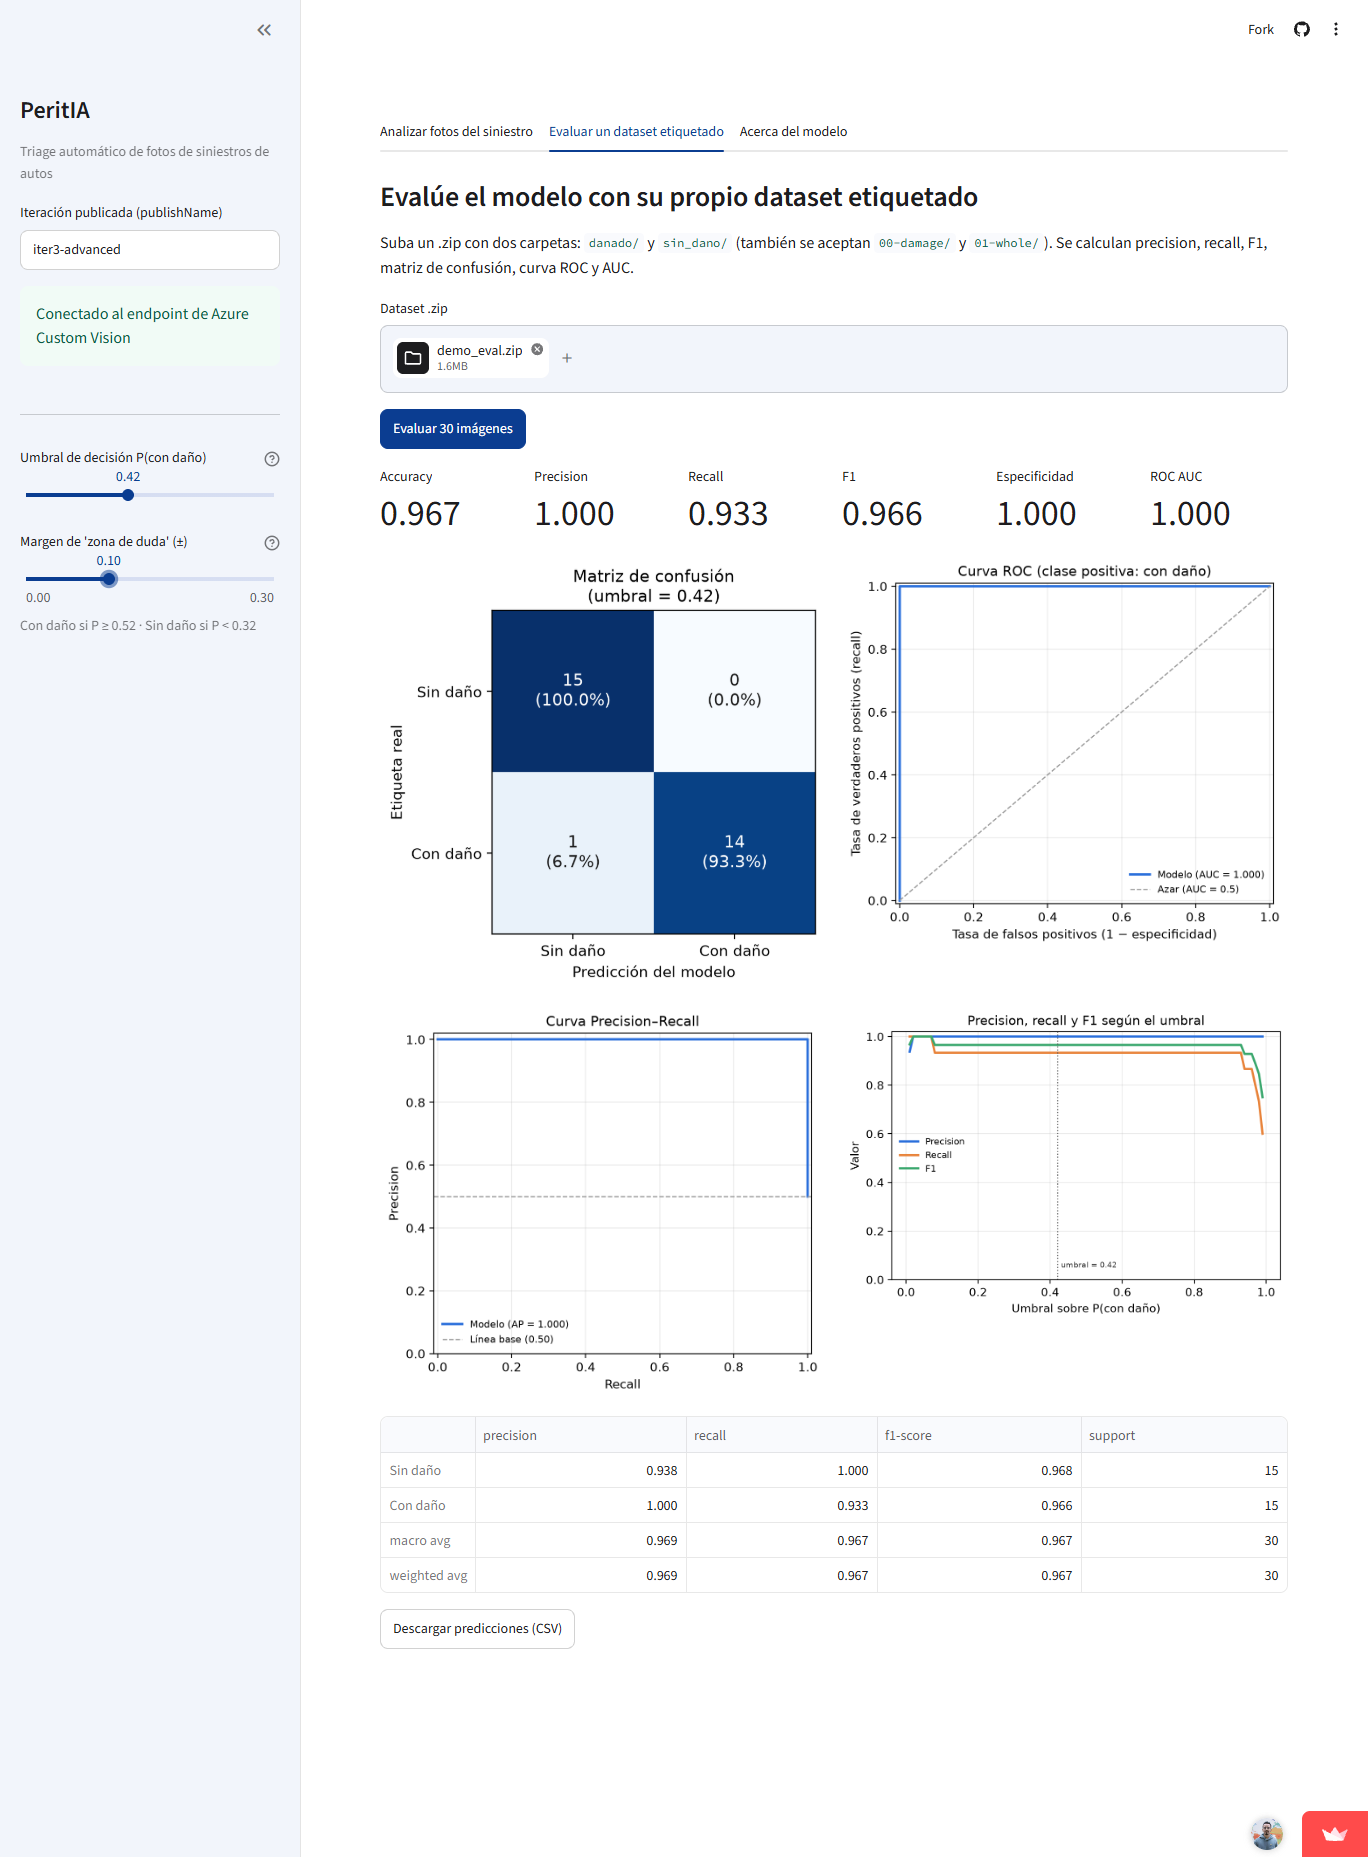 Fork
PeritIA
Triage automático de fotos de siniestros de
autos
Iteración publicada (publishName)
iter3-advanced
Conectado al endpoint de Azure
Custom Vision
Umbral de decisión P(con daño)
0.42
Margen de 'zona de duda' (±)
0.10
0.00 0.30
Con daño si P ≥ 0.52 · Sin daño si P < 0.32
Analizar fotos del siniestro Evaluar un dataset etiquetado Acerca del modelo
Evalúe el modelo con su propio dataset etiquetado
Suba un .zip con dos carpetas: danado/ y sin_dano/ (también se aceptan 00-damage/ y 01-whole/ ). Se calculan precision, recall, F1,
matriz de confusión, curva ROC y AUC.
Dataset .zip
demo_eval.zip
1.6MB
Evaluar 30 imágenes
Accuracy Precision Recall F1 Especificidad ROC AUC
0.967 1.000 0.933 0.966 1.000 1.000
Matriz de confusión
(umbral = 0.42)
Etiqueta real
Sin daño
15
(100.0%)
0
(0.0%)
Con daño
1
(6.7%)
14
(93.3%)
Sin daño Con daño
Predicción del modelo
Curva ROC (clase positiva: con daño)
Tasa de verdaderos positivos (recall)
1.0
0.8
0.6
0.4
0.2
0.0
Modelo (AUC = 1.000)
Azar (AUC = 0.5)
0.0 0.2 0.4 0.6 0.8 1.0
Tasa de falsos positivos (1 − especificidad)
Curva Precision–Recall
Precision
1.0
0.8
0.6
0.4
0.2
0.0
Modelo (AP = 1.000)
Línea base (0.50)
0.0 0.2 0.4 0.6 0.8 1.0
Recall
Precision, recall y F1 según el umbral
Valor
1.0
0.8
0.6
0.4
0.2
0.0
Precision
Recall
F1
umbral = 0.42
0.0 0.2 0.4 0.6 0.8 1.0
Umbral sobre P(con daño)
precision recall f1-score support
Sin daño 0.938 1.000 0.968 15
Con daño 1.000 0.933 0.966 15
macro avg 0.969 0.967 0.967 30
weighted avg 0.969 0.967 0.967 30
Descargar predicciones (CSV)